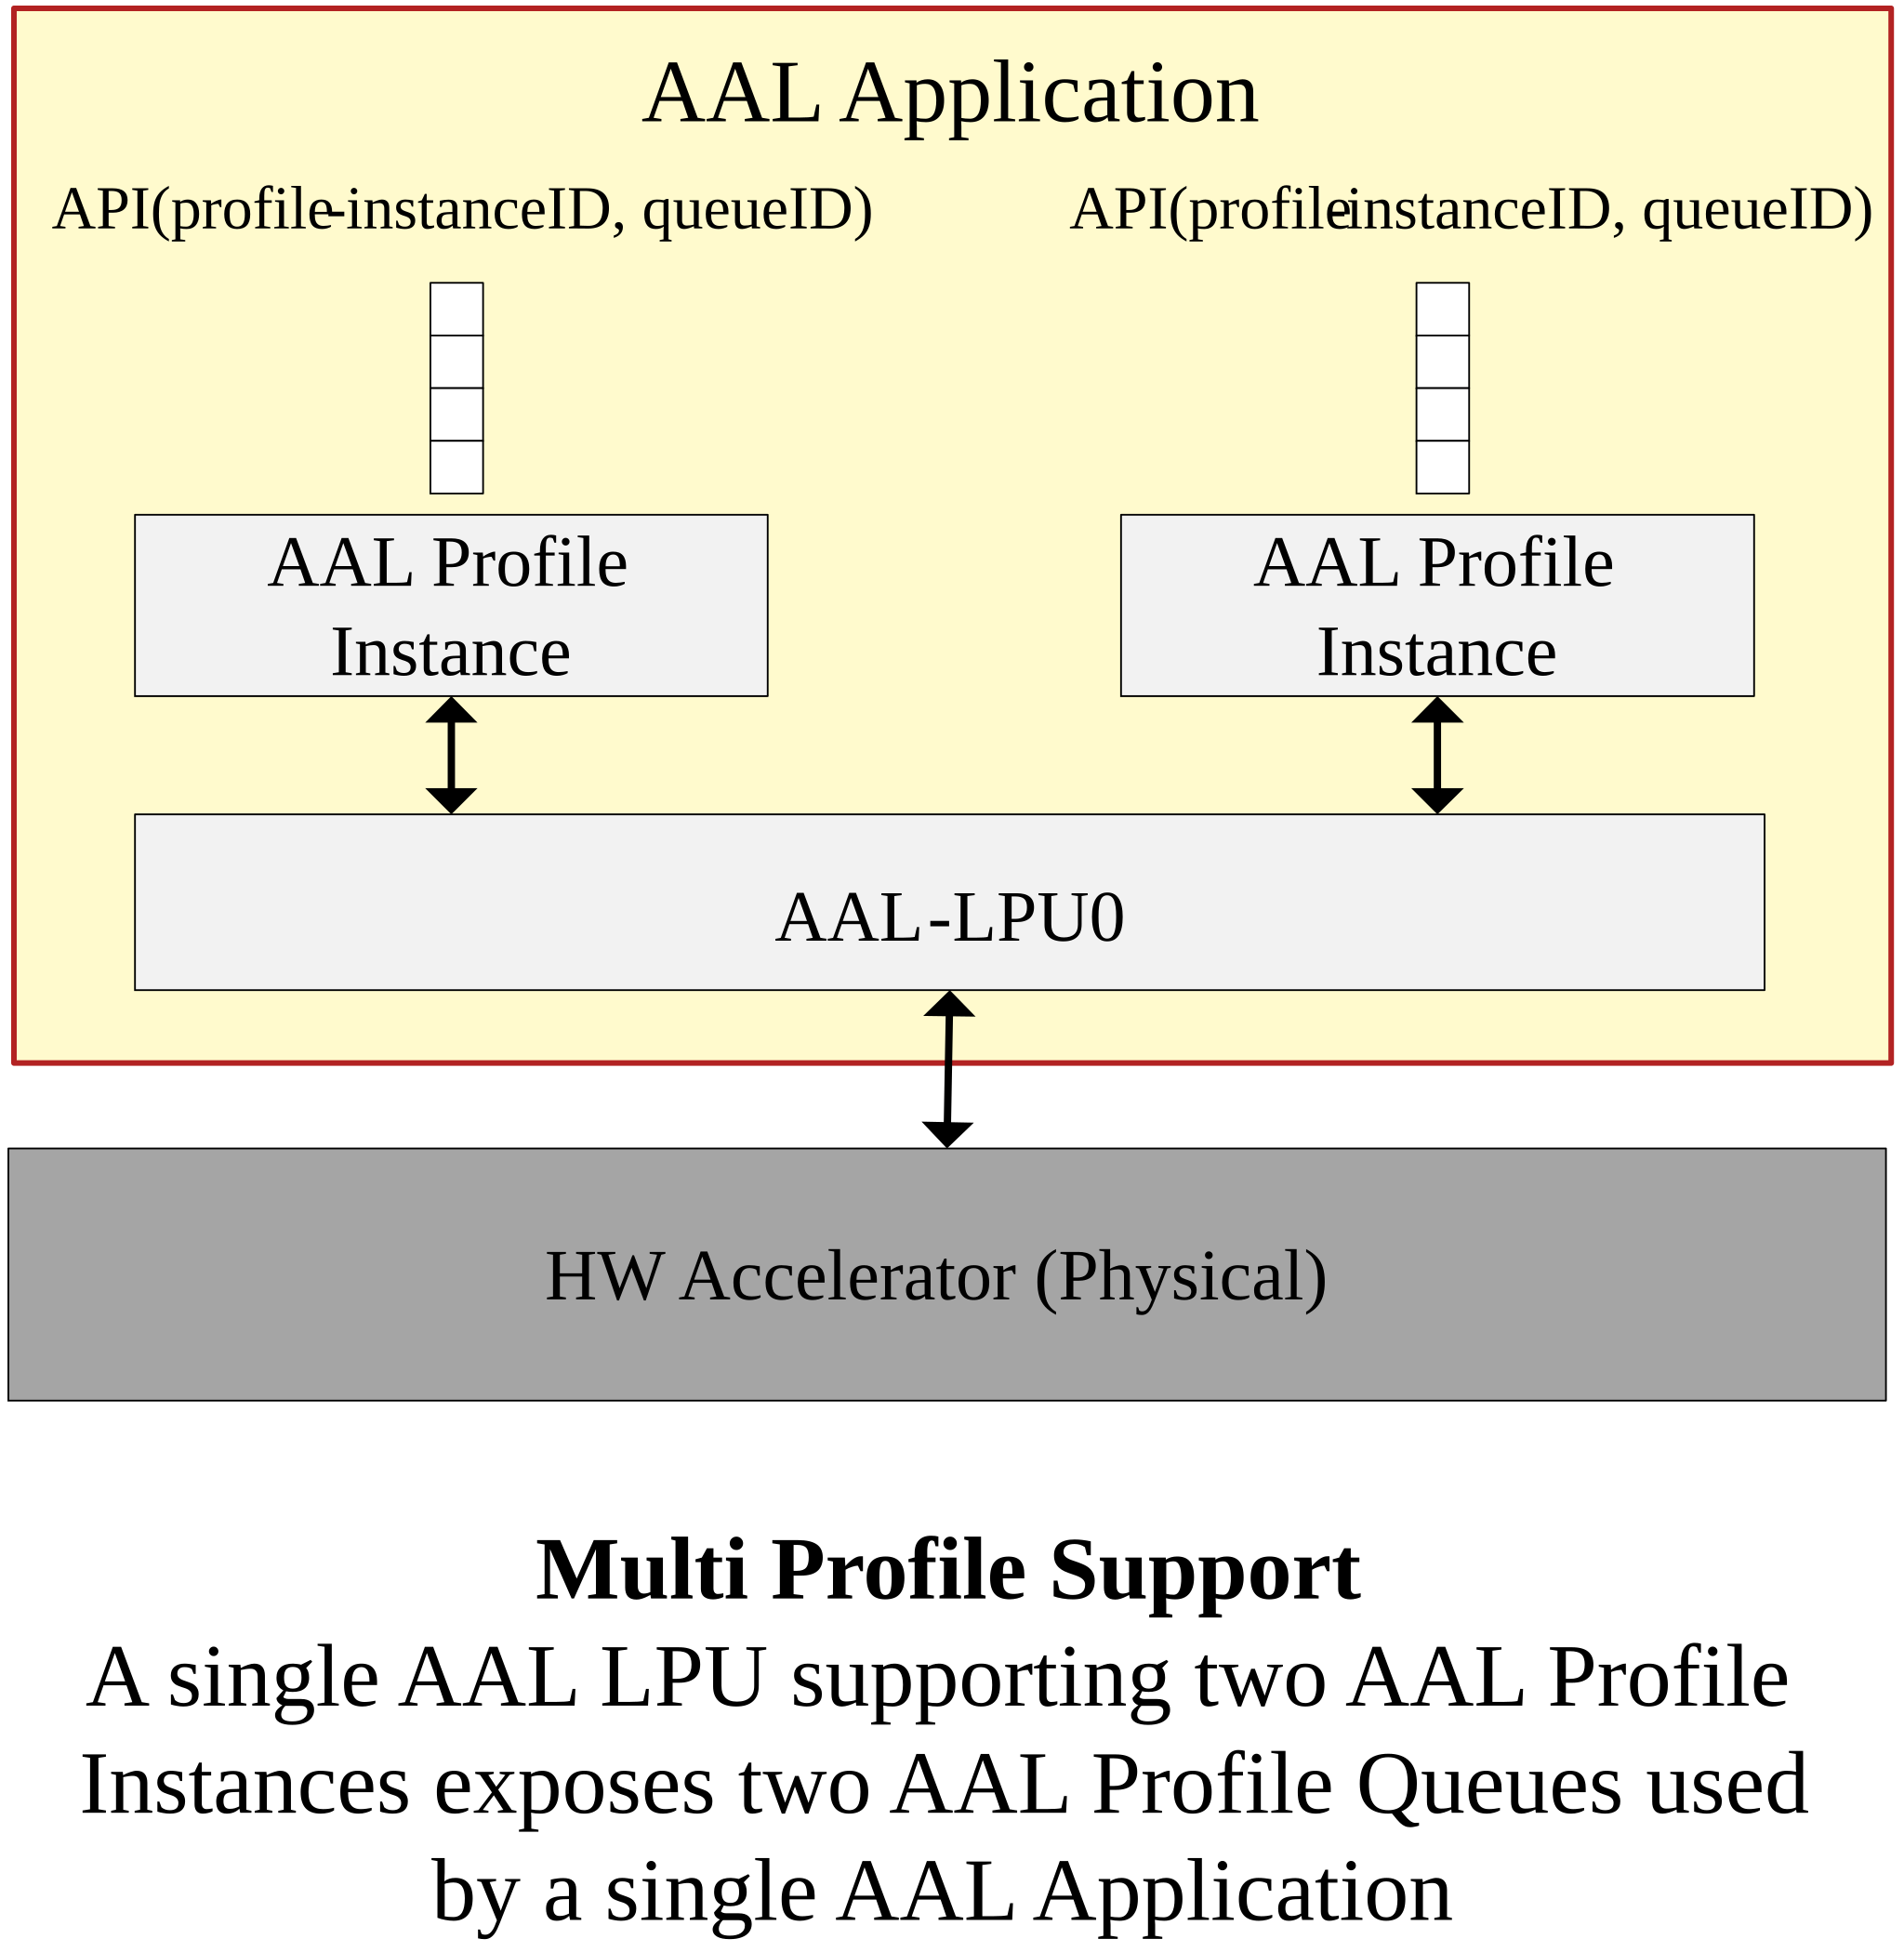 AAL Application
API(profile-instanceID, queueID)
API(profile-instanceID, queueID)
AAL Profile
Instance
AAL Profile
Instance
AAL-LPU0
HW Accelerator (Physical)
Multi Profile Support
A single AAL LPU supporting two AAL Profile
Instances exposes two AAL Profile Queues used
by a single AAL Application